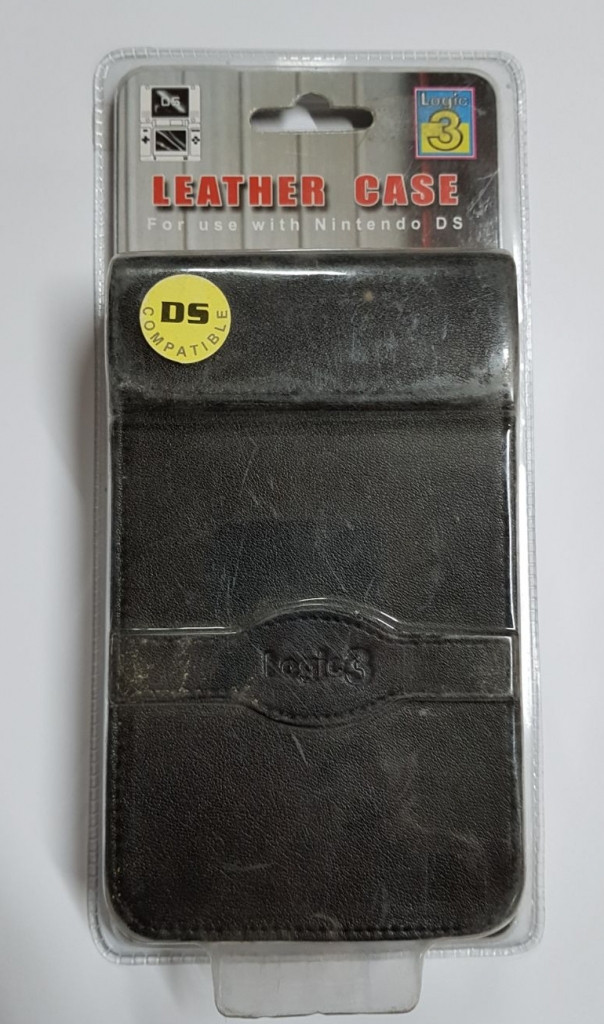 DS
Logic
3
LEATHER CASE
For use with Nintendo DS
DS
COMPATIBLE
Logic3